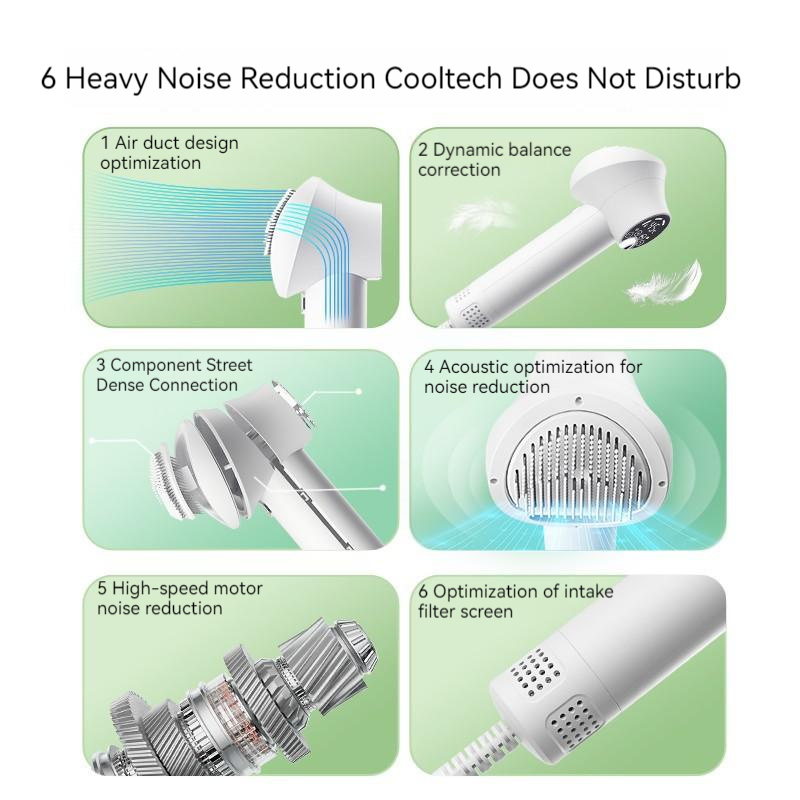 6 Heavy Noise Reduction Cooltech Does Not Disturb
1 Air duct design
optimization
2 Dynamic balance
correction
3 Component Street
Dense Connection
4 Acoustic optimization for
noise reduction
5 High-speed motor
noise reduction
6 Optimization of intake
filter screen